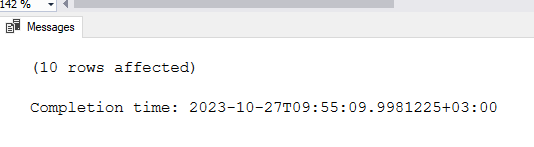 142 %
Messages
(10 rows affected)
Completion time: 2023-10-27T09:55:09.9981225+03:00